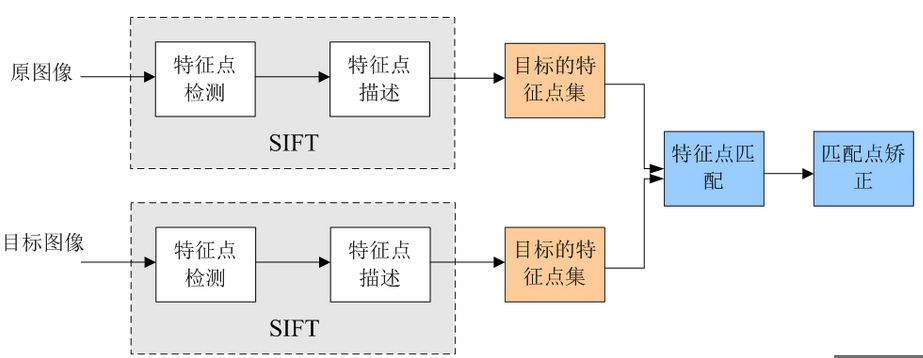 原图像
特征点
检测
特征点
描述
SIFT
目标的特
征点集
特征点匹
配
匹配点矫
正
目标图像
特征点
检测
特征点
描述
SIFT
目标的特
征点集